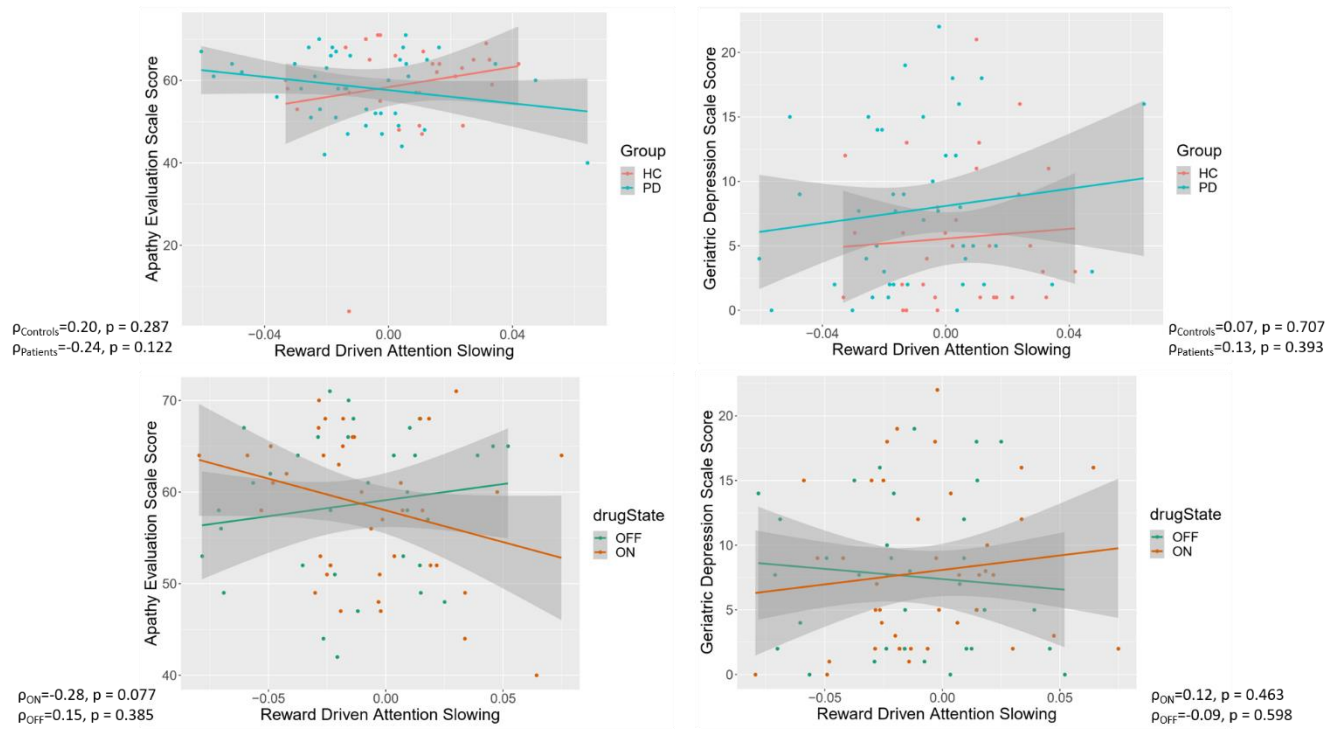 Apathy Evaluation Scale Score
60
40
20
−0.04
0.00
0.04
Reward Driven Attention Slowing
Group
HC
PD
ρControls=0.20, p = 0.287
ρPatients=-0.24, p = 0.122
Geriatric Depression Scale Score
20
15
10
5
0
−0.04
0.00
0.04
Reward Driven Attention Slowing
Group
HC
PD
ρControls=0.07, p = 0.707
ρPatients=0.13, p = 0.393
Apathy Evaluation Scale Score
70
60
50
40
−0.05
0.00
0.05
Reward Driven Attention Slowing
drugState
OFF
ON
ρON=-0.28, p = 0.077
ρOFF=0.15, p = 0.385
Geriatric Depression Scale Score
20
15
10
5
0
−0.05
0.00
0.05
Reward Driven Attention Slowing
drugState
OFF
ON
ρON=0.12, p = 0.463
ρOFF=-0.09, p = 0.598